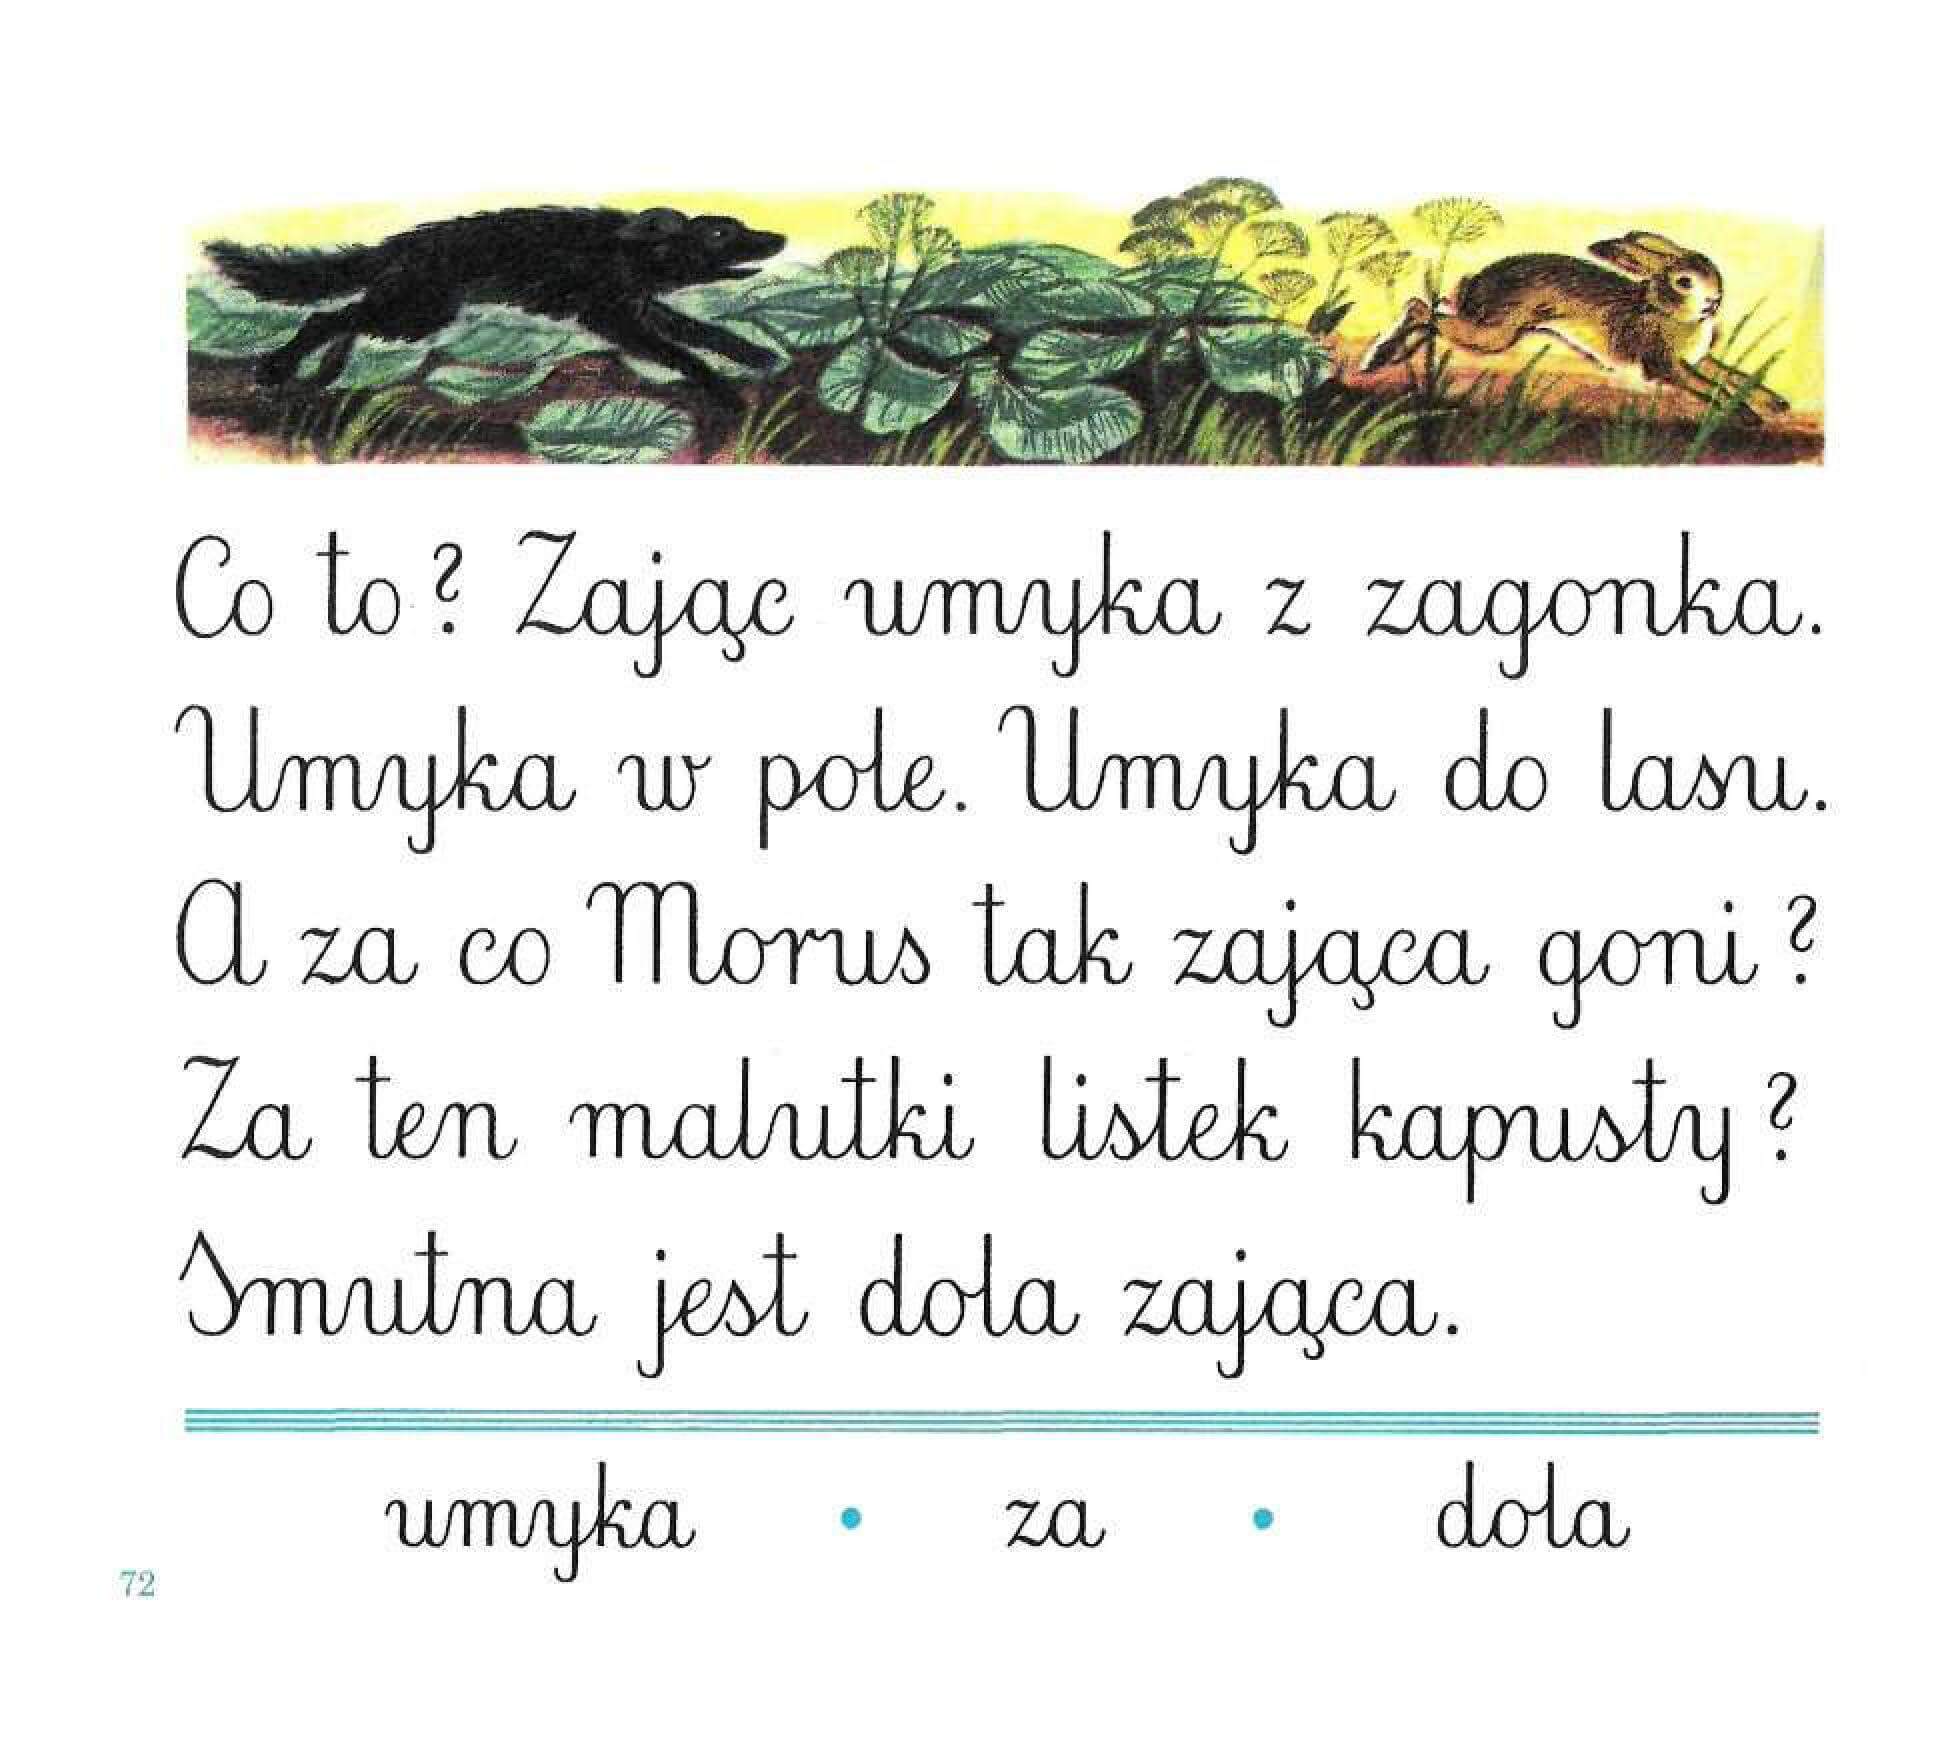 Co to? Zając umyka z zagonka.
Umyka w pole. Umyka do lasu.
A za co Morus tak zająca goni?
Za ten malutki listek kapusty?
Smutna jest dola zająca.
umyka • za • dola
72